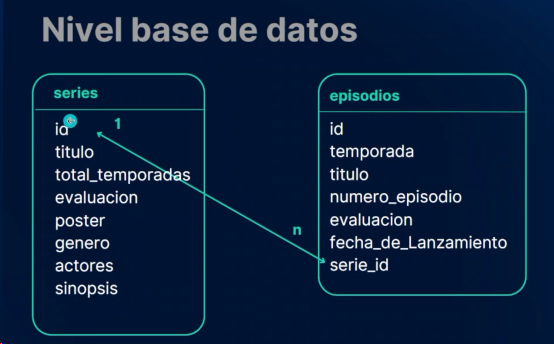 Nivel base de datos
series
id
titulo
total_temporadas
evaluacion
poster
genero
actores
sinopsis
1
n
episodios
id
temporada
titulo
numero_episodio
evaluacion
fecha_de_Lanzamiento
serie_id